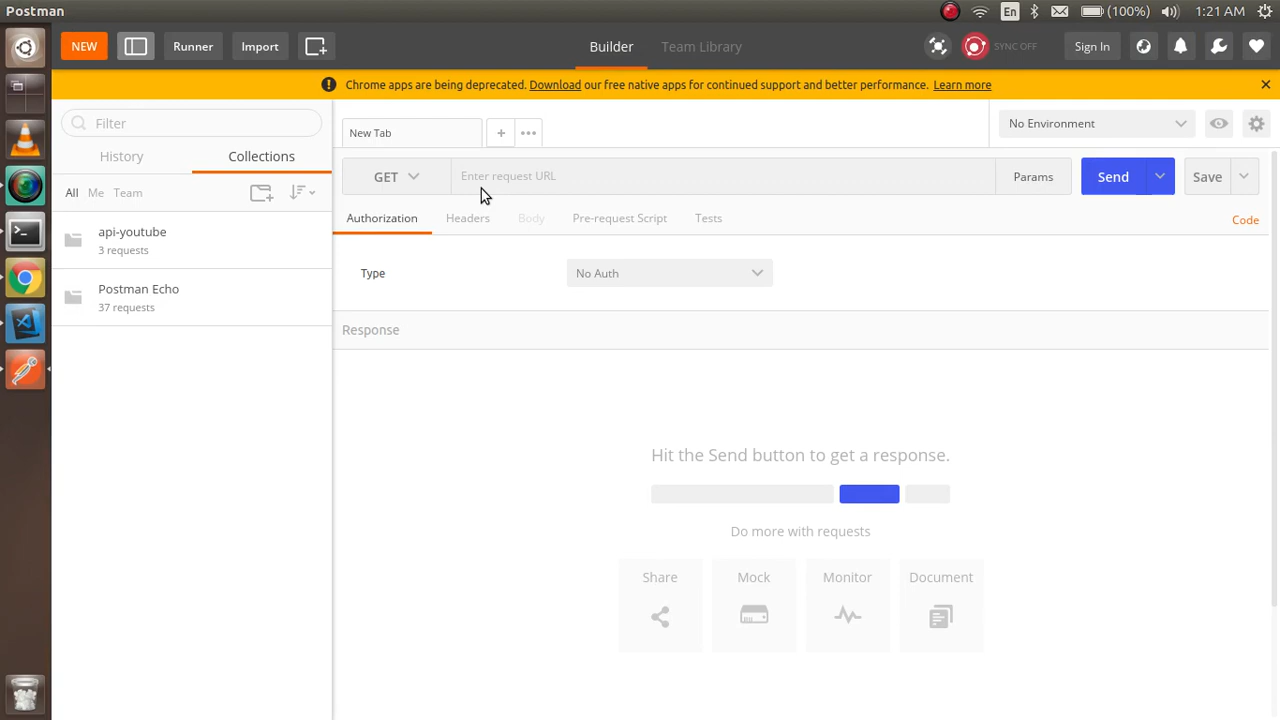 Postman
En
(100%)
1:21 AM
NEW
Runner
Import
Builder
Team Library
SYNC OFF
Sign In
Chrome apps are being deprecated. Download our free native apps for continued support and better performance. Learn more
Filter
History
Collections
All
Me
Team
api-youtube
3 requests
Postman Echo
37 requests
New Tab
No Environment
GET
Enter request URL
Params
Send
Save
Authorization
Headers
Body
Pre-request Script
Tests
Code
Type
No Auth
Response
Hit the Send button to get a response.
Do more with requests
Share
Mock
Monitor
Document